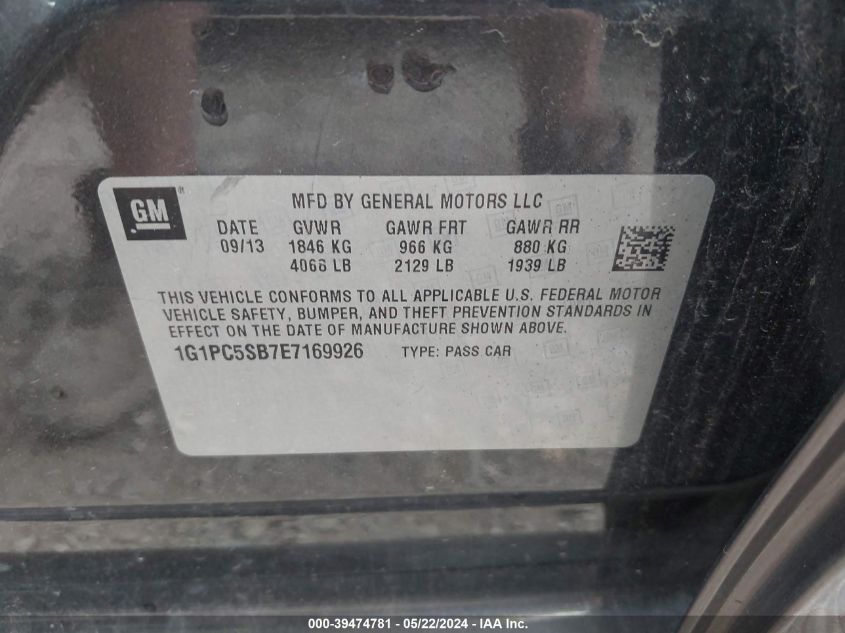 GM
MFD BY GENERAL MOTORS LLC
DATE GVWR GAWR FRT GAWR RR
09/13 1846 KG 966 KG 880 KG
4068 LB 2129 LB 1939 LB
THIS VEHICLE CONFORMS TO ALL APPLICABLE U.S. FEDERAL MOTOR
VEHICLE SAFETY, BUMPER, AND THEFT PREVENTION STANDARDS IN
EFFECT ON THE DATE OF MANUFACTURE SHOWN ABOVE.
1G1PC5SB7E7169926 TYPE: PASS CAR
000-39474781 - 05/22/2024 - IAA Inc.